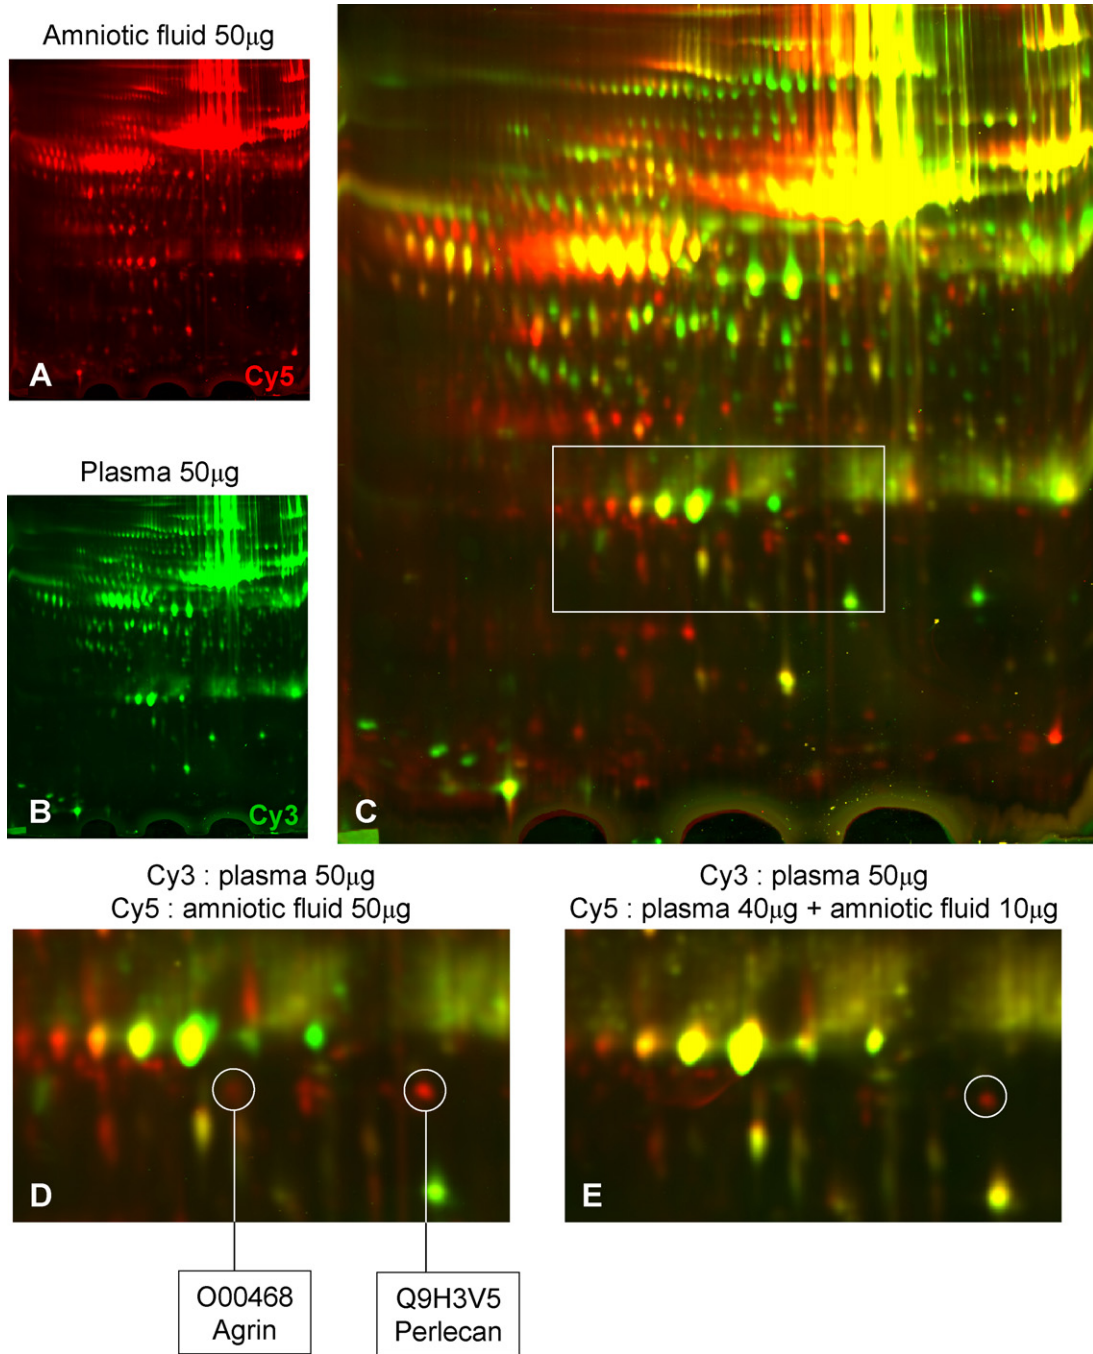 Amniotic fluid 50μg
A
Cy5
Plasma 50μg
B
Cy3
C
Cy3 : plasma 50μg
Cy5 : amniotic fluid 50μg
Cy3 : plasma 50μg
Cy5 : plasma 40μg + amniotic fluid 10μg
D
E
O00468
Agrin
Q9H3V5
Perlecan